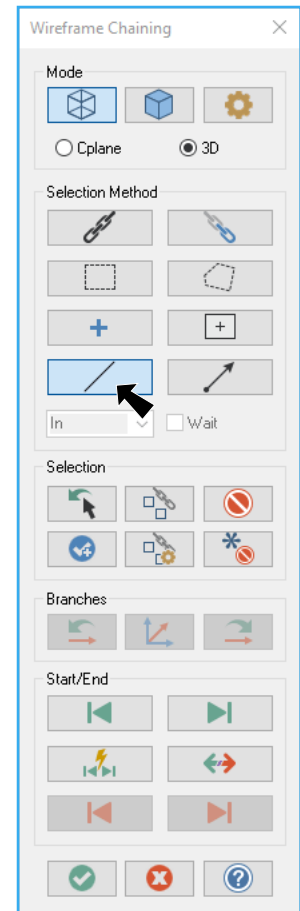 Wireframe Chaining
Mode
Cplane
3D
Selection Method
In
Wait
Selection
Branches
Start/End